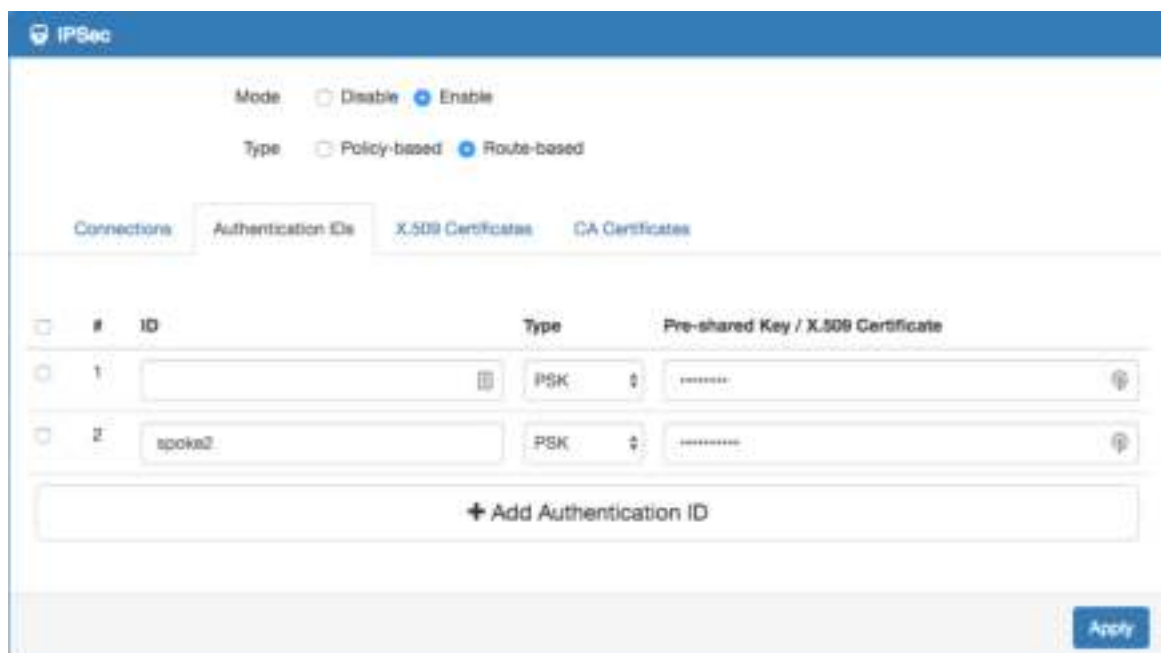 IPSec
Mode Disable Enable
Type Policy-based Route-based
Connections Authentication IDs X.509 Certificates CA Certificates
# ID Type Pre-shared Key / X.509 Certificate
1 PSK ••••••••
2 spoke2 PSK ••••••••••
+ Add Authentication ID
Apply